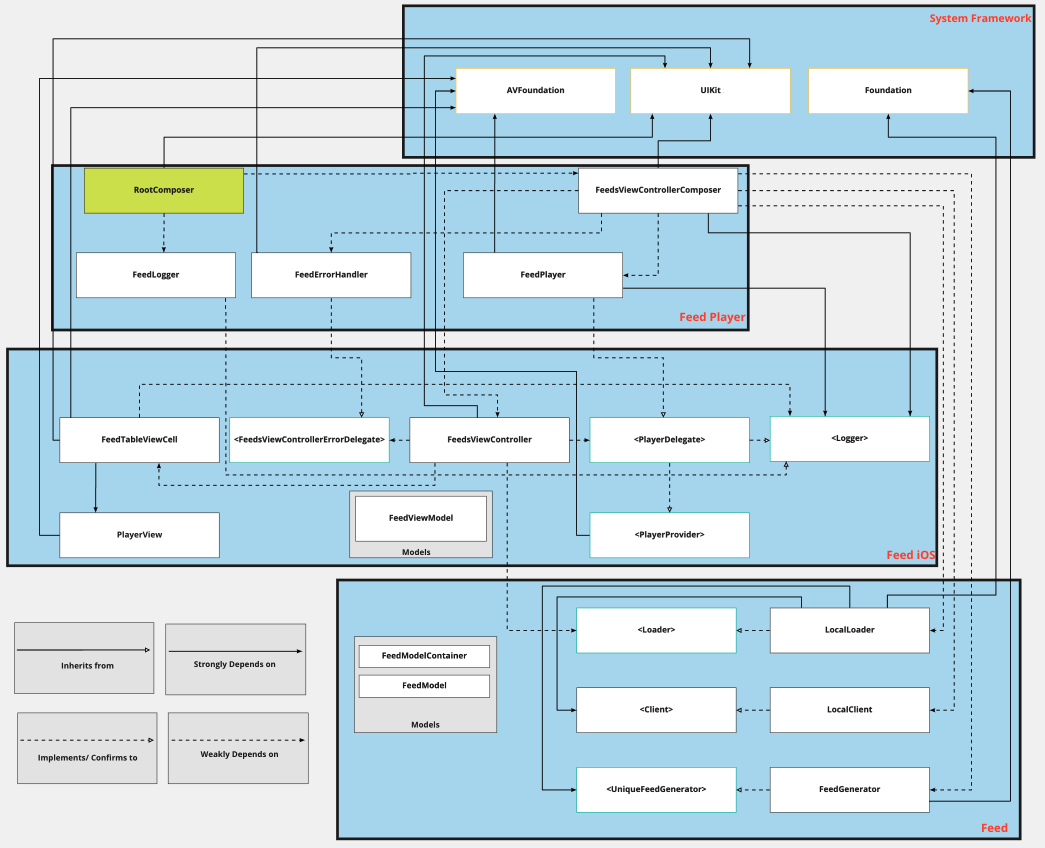 System Framework
AVFoundation
UIKit
Foundation
RootComposer
FeedsViewControllerComposer
FeedLogger
FeedErrorHandler
FeedPlayer
Feed Player
FeedTableViewCell
<FeedsViewControllerErrorDelegate>
FeedsViewController
<PlayerDelegate>
<Logger>
PlayerView
FeedViewModel
Models
<PlayerProvider>
Feed iOS
<Loader>
LocalLoader
FeedModelContainer
FeedModel
Models
<Client>
LocalClient
<UniqueFeedGenerator>
FeedGenerator
Feed
Inherits from
Strongly Depends on
Implements/ Confirms to
Weakly Depends on